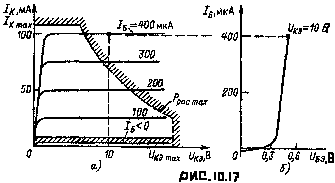 I_К, мА
I_К max
100
50
0
I_Б=400 мкА
300
200
100
I_Б<0
P_рас max
10
U_КЭ max
U_КЭ, В
а)
I_Б, мкА
400
200
0
U_КЭ=10 В
0,3
0,6
U_БЭ, В
б)
РИС. 10.17